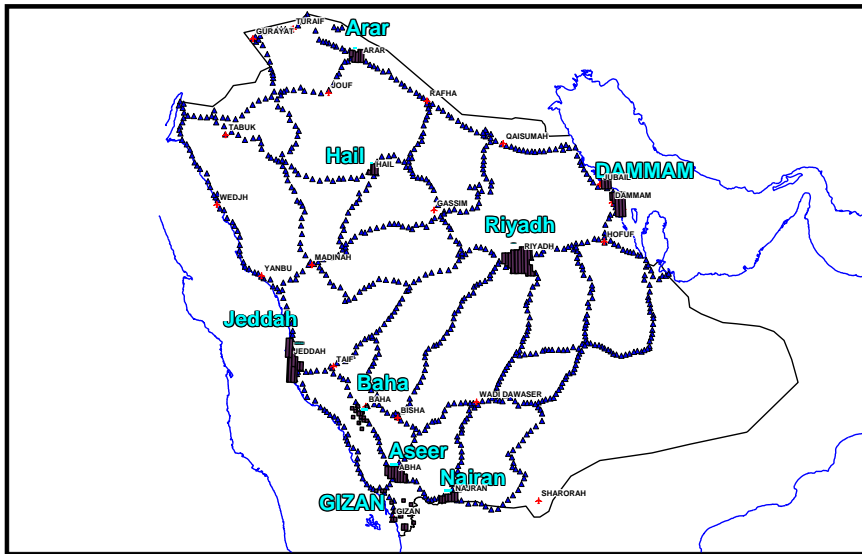 TURAIF
Arar
GURAYAT
ARAR
JOUF
RAFHA
TABUK
QAISUMAH
Hail
HAIL
DAMMAM
JUBAIL
DAMMAM
WEDJH
GASSIM
Riyadh
HOFUF
RIYADH
MADINAH
YANBU
Jeddah
JEDDAH
TAIF
Baha
BAHA
BISHA
WADI DAWASER
Aseer
ABHA
Najran
NAJRAN
SHARORAH
GIZAN
GIZAN